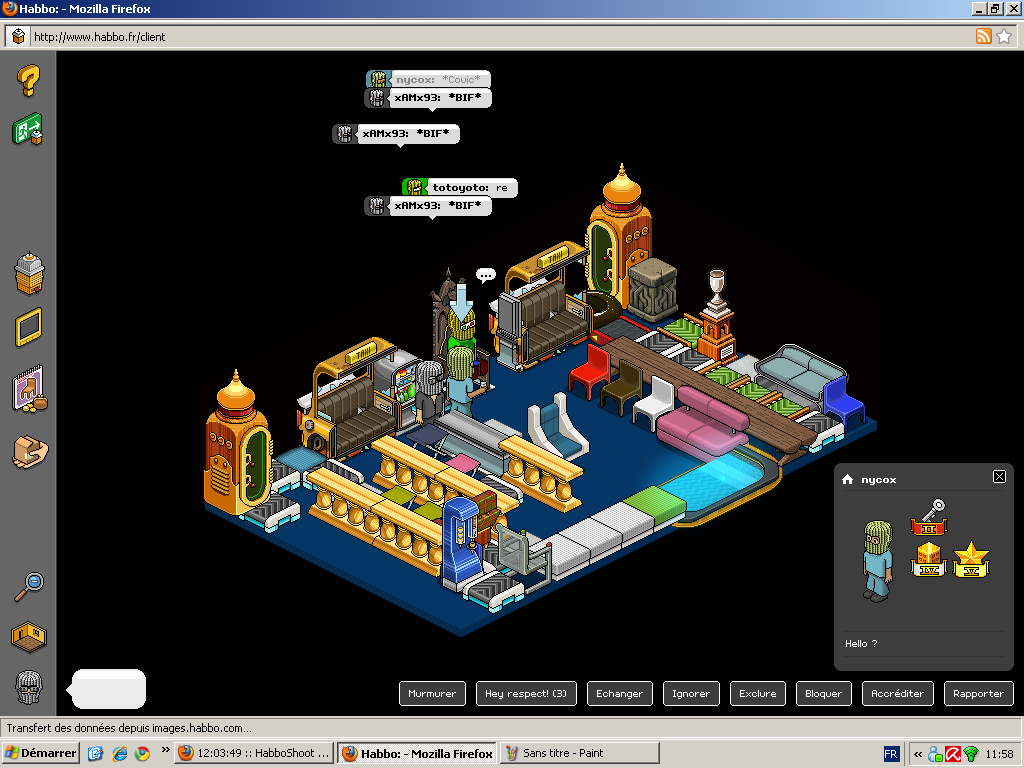 Habbo: - Mozilla Firefox
http://www.habbo.fr/client
nycox: *Couic*
xAMx93: *BIF*
xAMx93: *BIF*
totoyoto: re
xAMx93: *BIF*
TAXI
TAXI
nycox
Hello ?
Murmurer
Hey respect! (3)
Echanger
Ignorer
Exclure
Bloquer
Accréditer
Rapporter
Transfert des données depuis images.habbo.com...
Démarrer
»
12:03:49 :: HabboShoot ...
Habbo: - Mozilla Firefox
Sans titre - Paint
FR
«
11:58